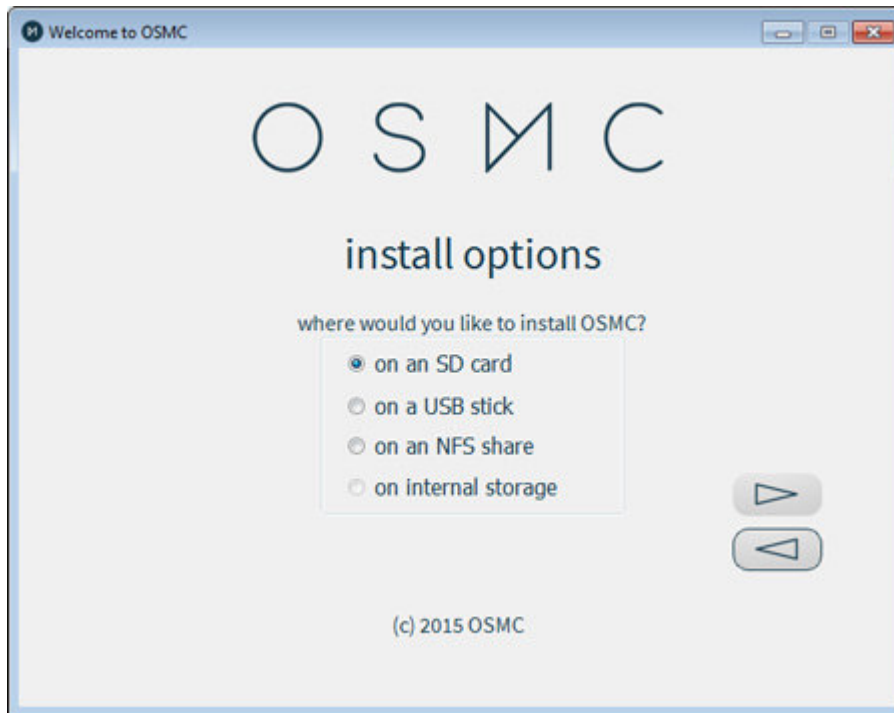 Welcome to OSMC
OSMC
install options
where would you like to install OSMC?
on an SD card
on a USB stick
on an NFS share
on internal storage
(c) 2015 OSMC